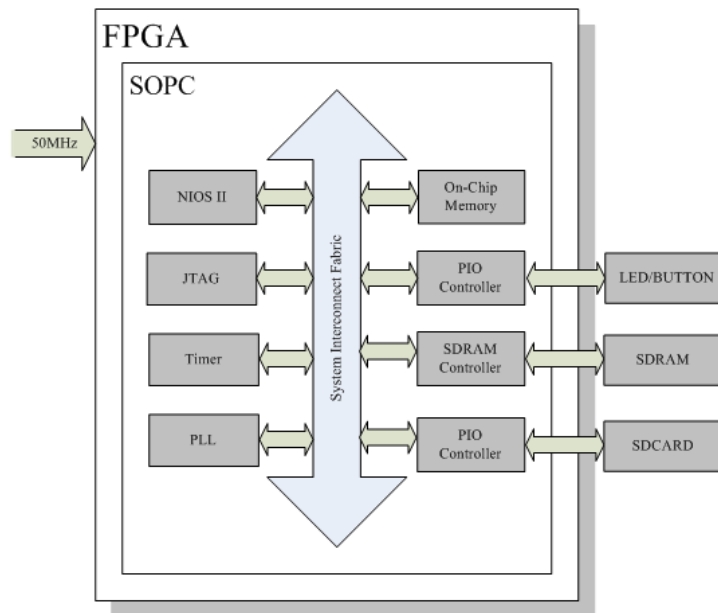 FPGA
SOPC
50MHz
NIOS II
On-Chip
Memory
JTAG
PIO
Controller
LED/BUTTON
System Interconnect Fabric
Timer
SDRAM
Controller
SDRAM
PLL
PIO
Controller
SDCARD